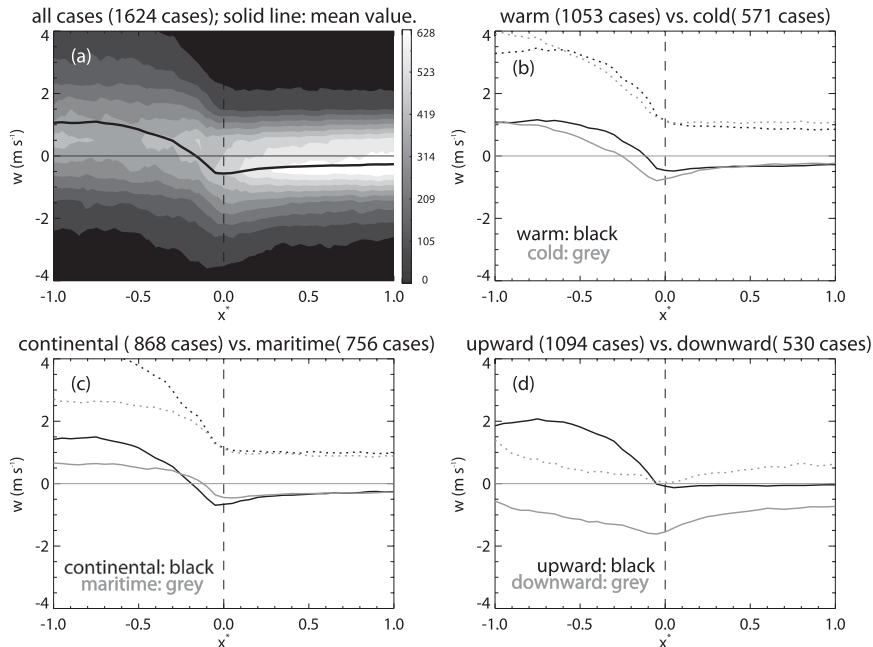 all cases (1624 cases); solid line: mean value.
(a)
w (m s⁻¹)
4
2
0
-2
-4
-1.0 -0.5 0.0 0.5 1.0
x*
628
523
419
314
209
105
0
warm (1053 cases) vs. cold( 571 cases)
(b)
w (m s⁻¹)
4
2
0
-2
-4
warm: black
cold: grey
-1.0 -0.5 0.0 0.5 1.0
x*
continental ( 868 cases) vs. maritime( 756 cases)
(c)
w (m s⁻¹)
4
2
0
-2
-4
continental: black
maritime: grey
-1.0 -0.5 0.0 0.5 1.0
x*
upward (1094 cases) vs. downward( 530 cases)
(d)
w (m s⁻¹)
4
2
0
-2
-4
upward: black
downward: grey
-1.0 -0.5 0.0 0.5 1.0
x*